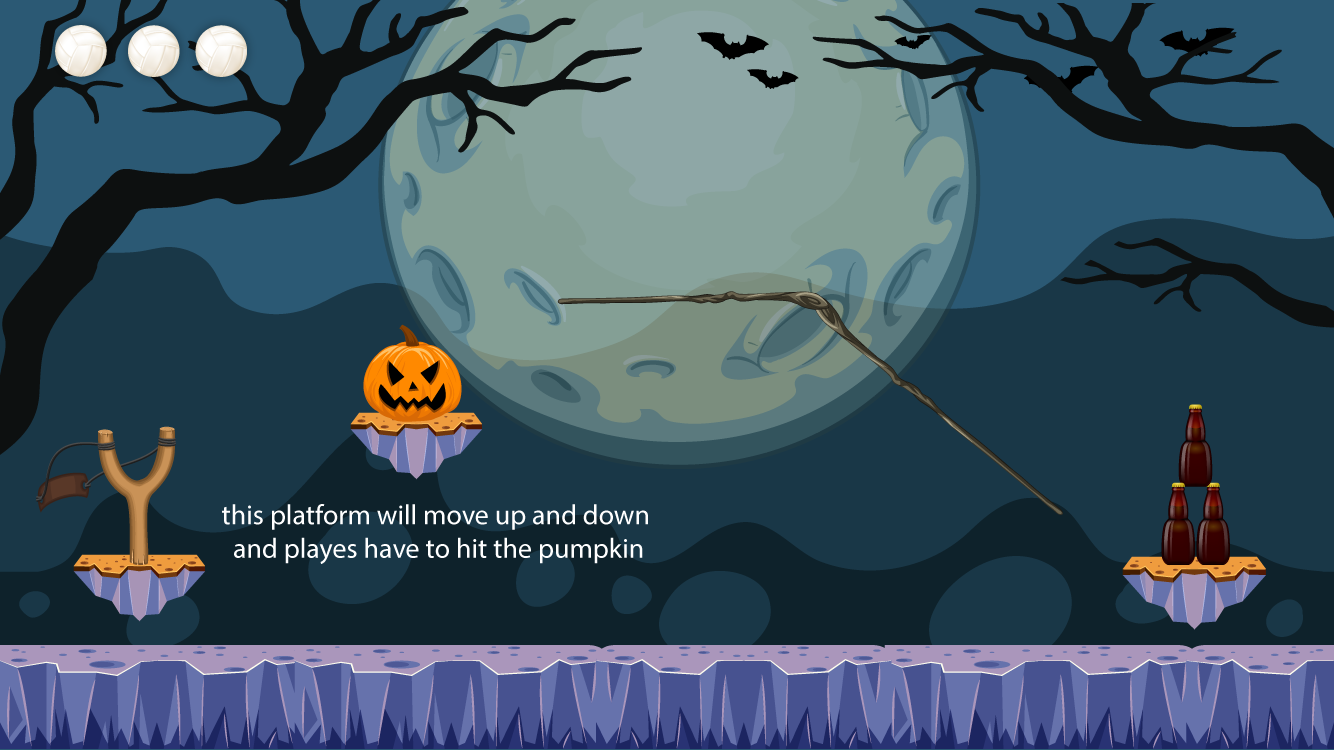 this platform will move up and down
and playes have to hit the pumpkin